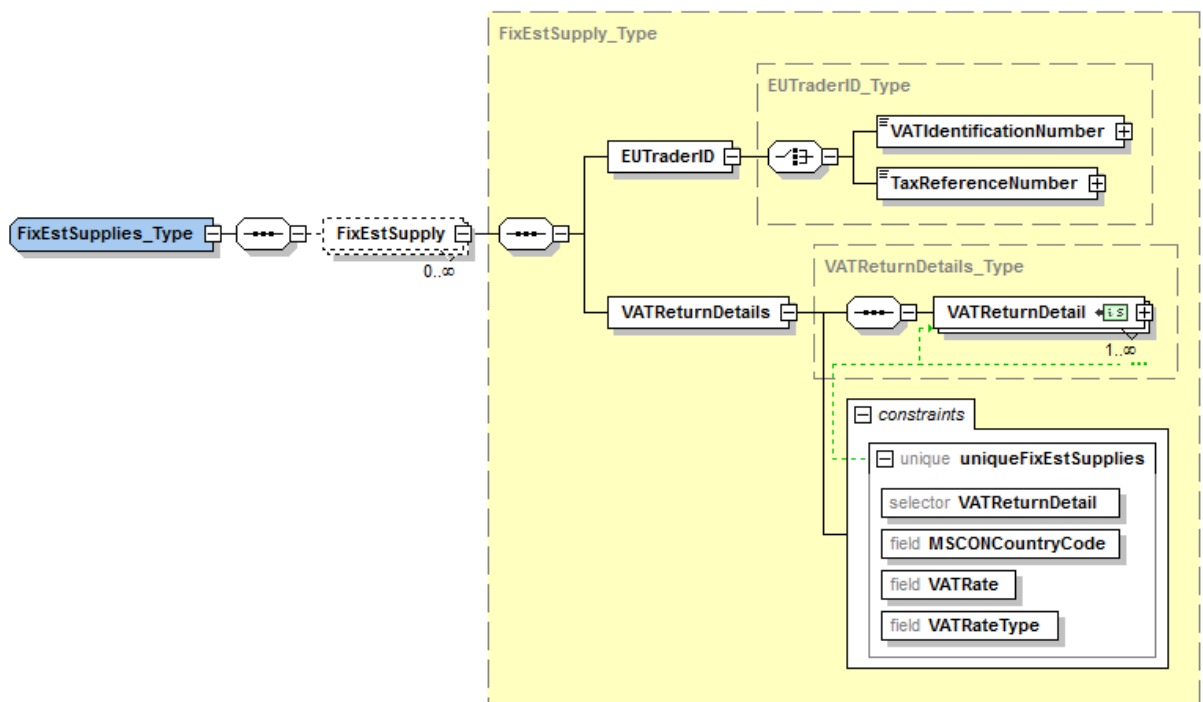 FixEstSupply_Type
EUTraderID_Type
VATIdentificationNumber
EUTraderID
TaxReferenceNumber
FixEstSupplies_Type
FixEstSupply
0..∞
VATReturnDetails_Type
VATReturnDetails
VATReturnDetail
is
1..∞
constraints
unique uniqueFixEstSupplies
selector VATReturnDetail
field MSCONCountryCode
field VATRate
field VATRateType